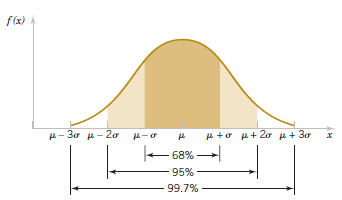 f(x)
μ – 3σ μ – 2σ μ – σ μ μ + σ μ + 2σ μ + 3σ x
68%
95%
99.7%